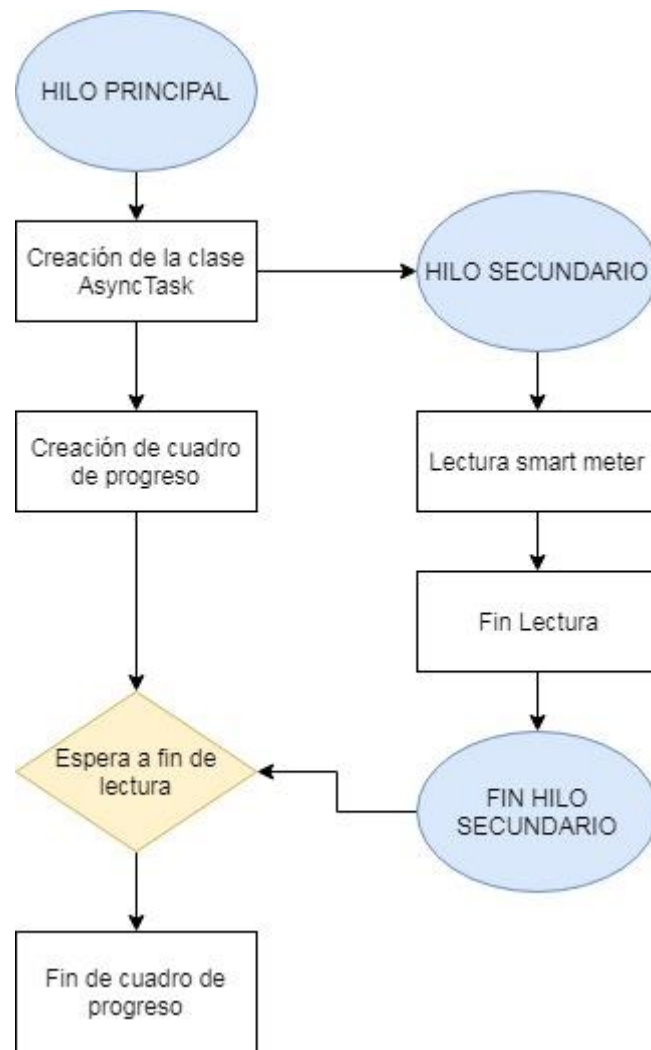 HILO PRINCIPAL
Creación de la clase
AsyncTask
HILO SECUNDARIO
Creación de cuadro
de progreso
Lectura smart meter
Fin Lectura
Espera a fin de
lectura
FIN HILO
SECUNDARIO
Fin de cuadro de
progreso